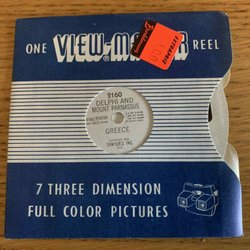 ONE VIEW-MASTER REEL
2160
DELPHI AND
MOUNT PARNASSUS
GREECE
SAWYER'S INC.
7 THREE DIMENSION
FULL COLOR PICTURES